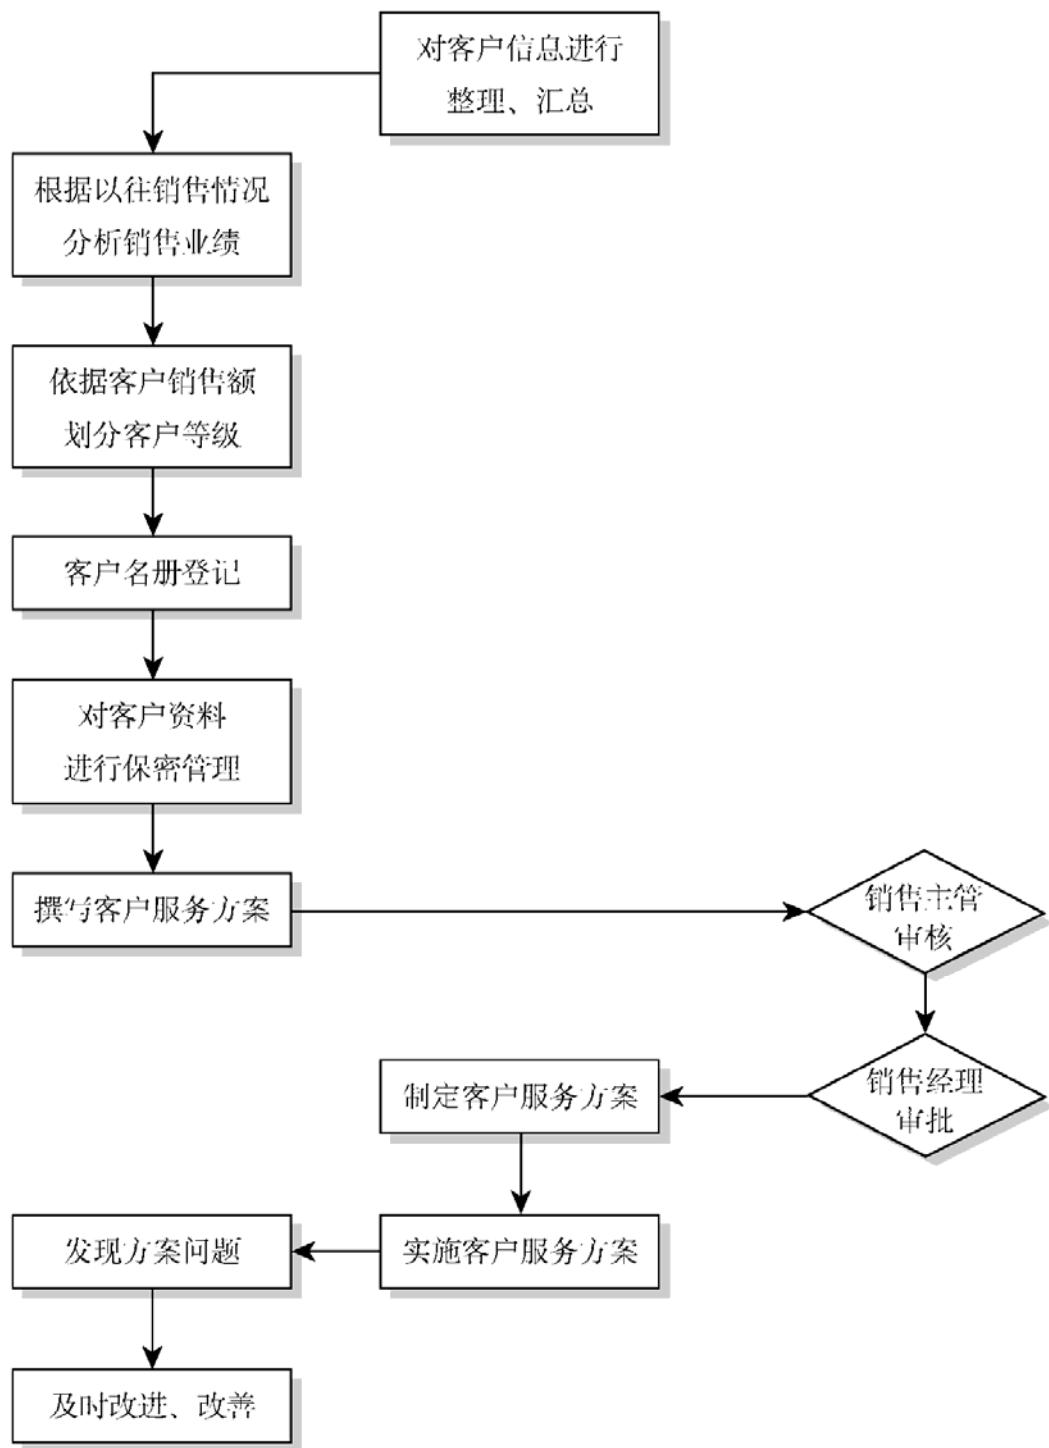 对客户信息进行
整理、汇总
根据以往销售情况
分析销售业绩
依据客户销售额
划分客户等级
客户名册登记
对客户资料
进行保密管理
撰写客户服务方案
销售主管
审核
销售经理
审批
制定客户服务方案
实施客户服务方案
发现方案问题
及时改进、改善